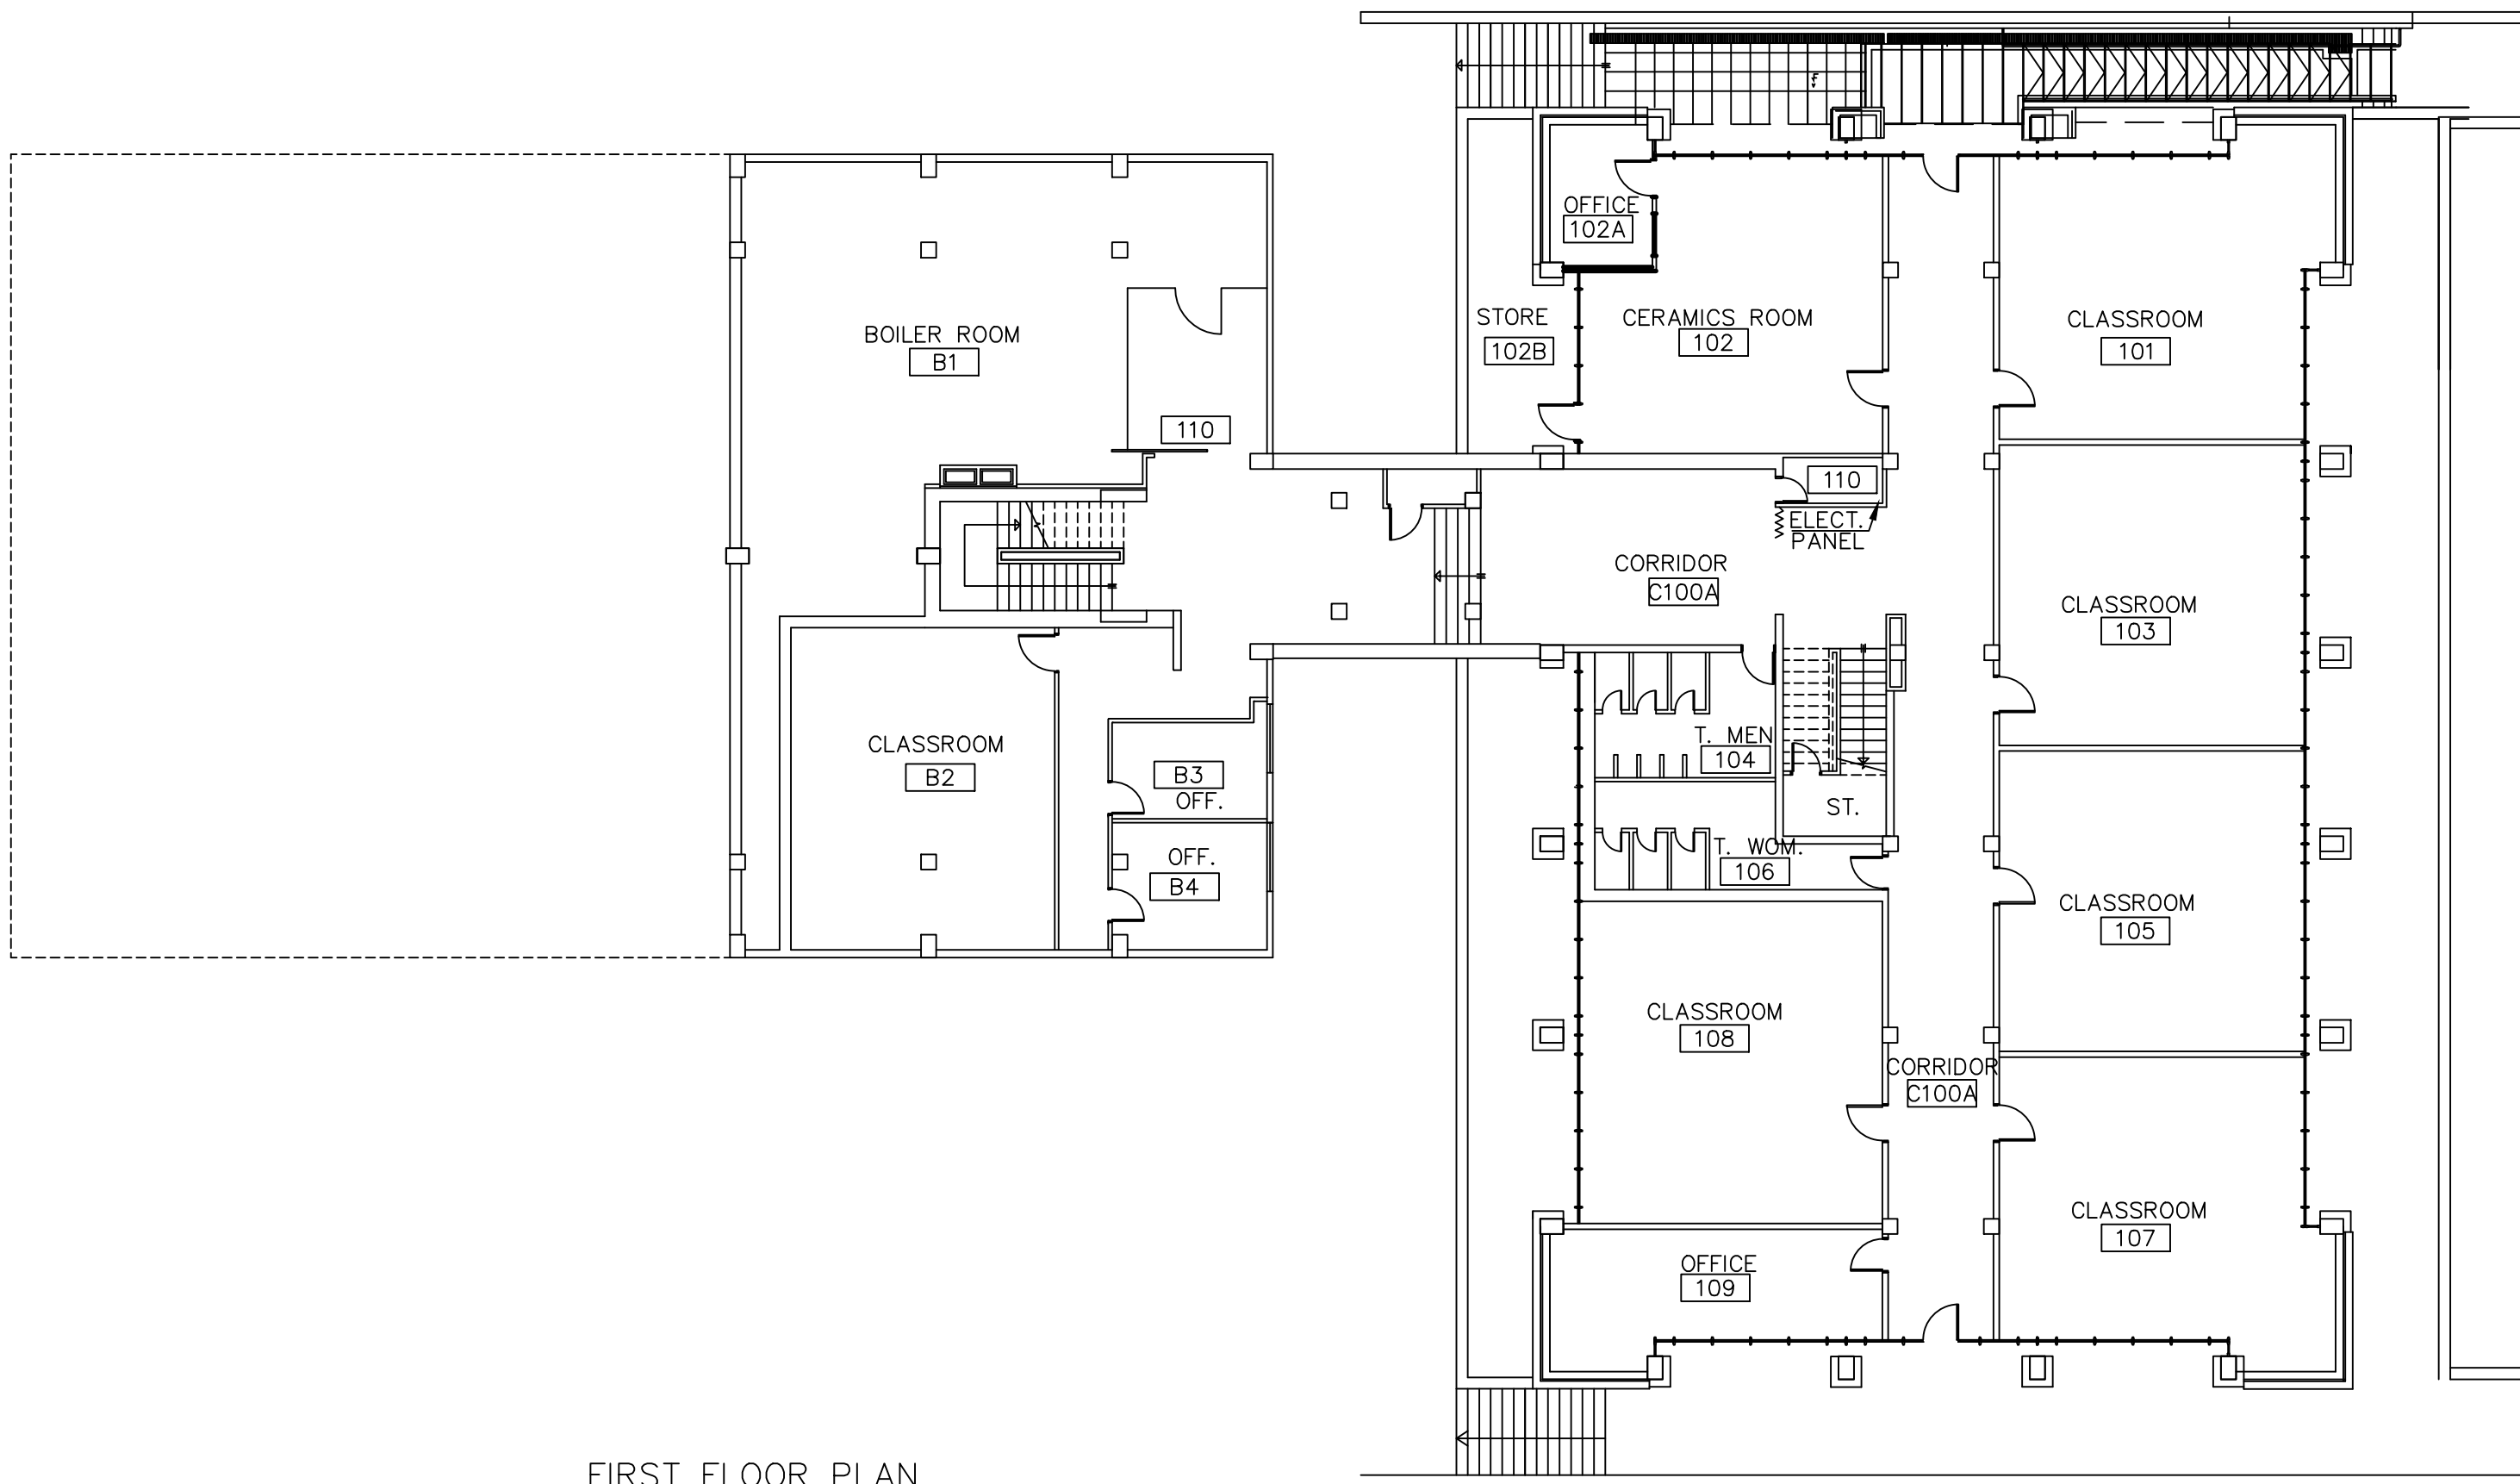 OFFICE
102A
STORE
102B
CERAMICS ROOM
102
CLASSROOM
101
BOILER ROOM
B1
110
110
ELECT.
PANEL
CORRIDOR
C100A
CLASSROOM
103
T. MEN
104
CLASSROOM
B2
B3
OFF.
ST.
OFF.
B4
T. WOM.
106
CLASSROOM
105
CLASSROOM
108
CORRIDOR
C100A
CLASSROOM
107
OFFICE
109
FIRST FLOOR PLAN